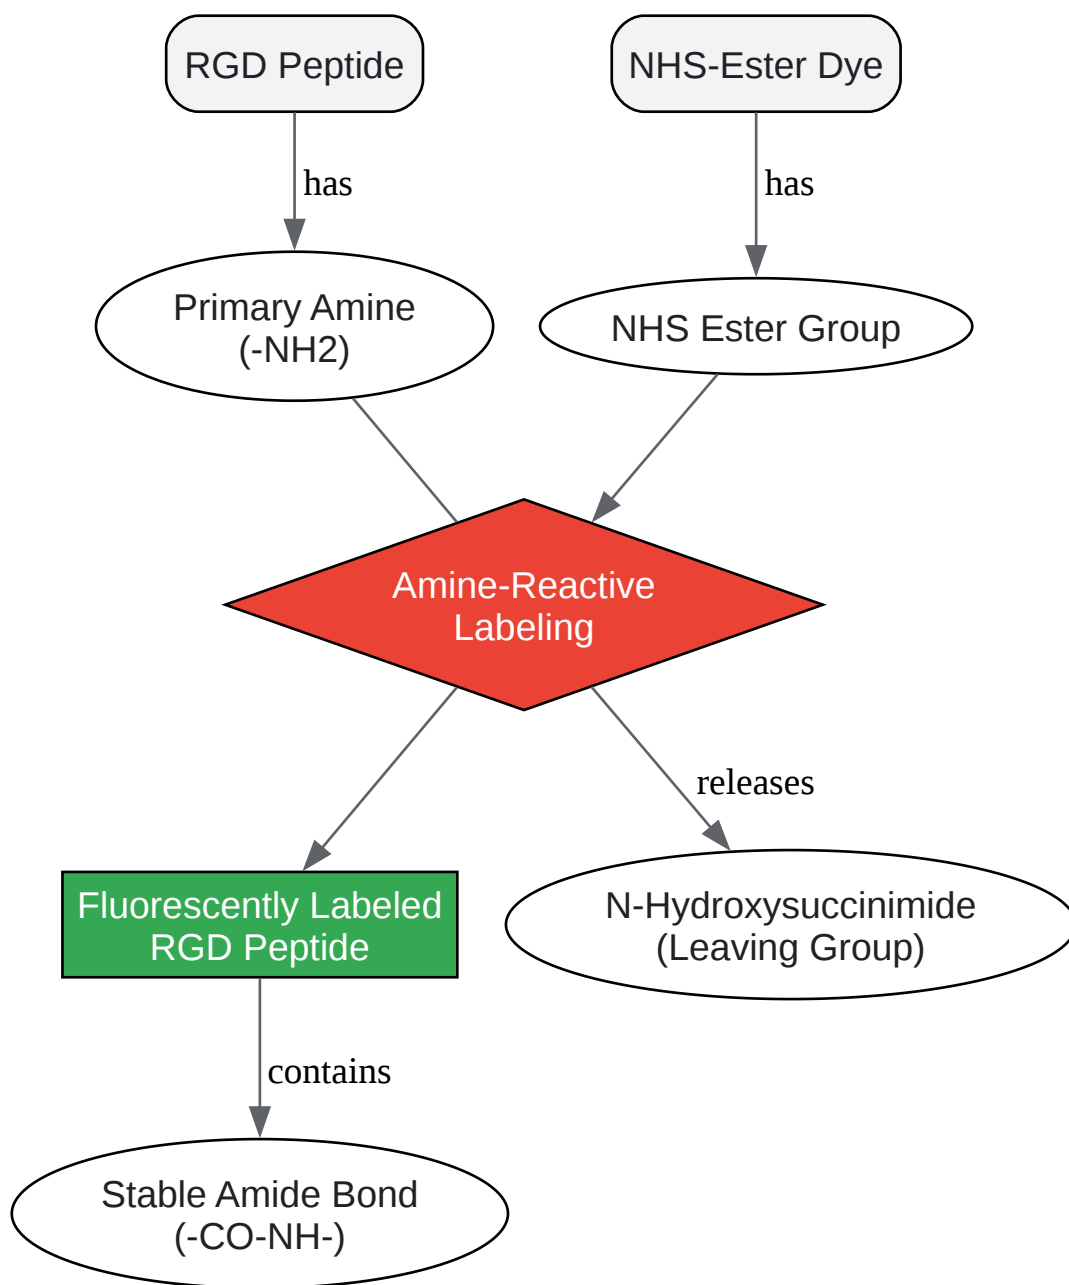 RGD Peptide
NHS-Ester Dye
has
has
Primary Amine
(-NH2)
NHS Ester Group
Amine-Reactive
Labeling
releases
Fluorescently Labeled
RGD Peptide
N-Hydroxysuccinimide
(Leaving Group)
contains
Stable Amide Bond
(-CO-NH-)